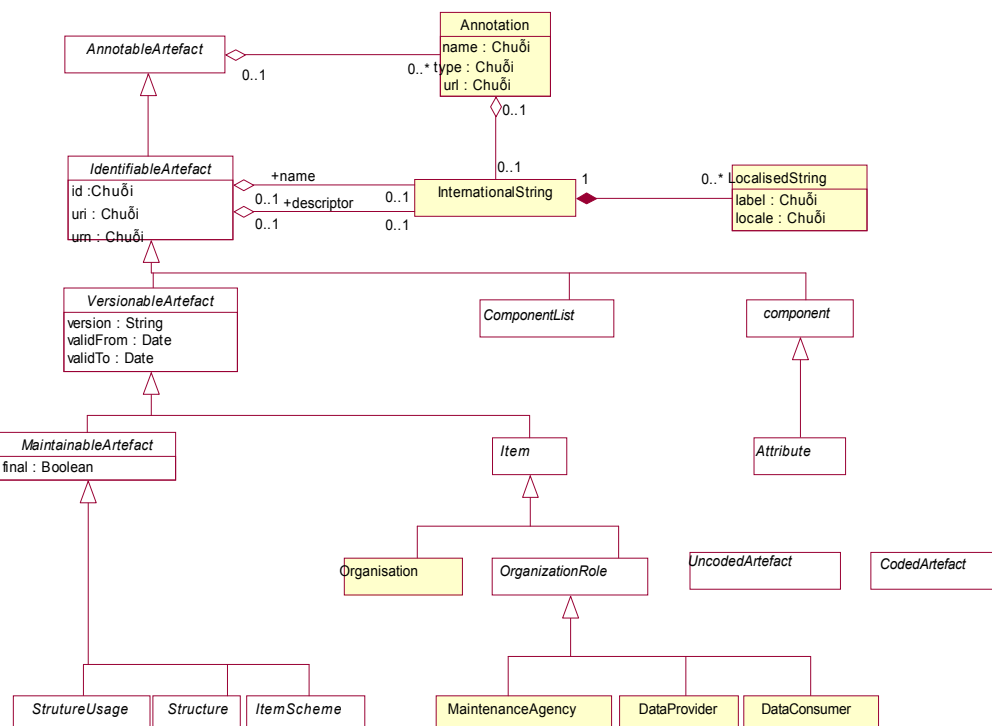 Annotation
name : Chuỗi
type : Chuỗi
url : Chuỗi
AnnotableArtefact
0..1
0..*
0..1
0..1
IdentifiableArtefact
id :Chuỗi
uri : Chuỗi
urn : Chuỗi
+name
0..1
0..1
+descriptor
0..1
0..1
InternationalString
1
0..*
LocalisedString
label : Chuỗi
locale : Chuỗi
VersionableArtefact
version : String
validFrom : Date
validTo : Date
ComponentList
component
MaintainableArtefact
final : Boolean
Item
Attribute
Organisation
OrganizationRole
UncodedArtefact
CodedArtefact
StrutureUsage
Structure
ItemScheme
MaintenanceAgency
DataProvider
DataConsumer